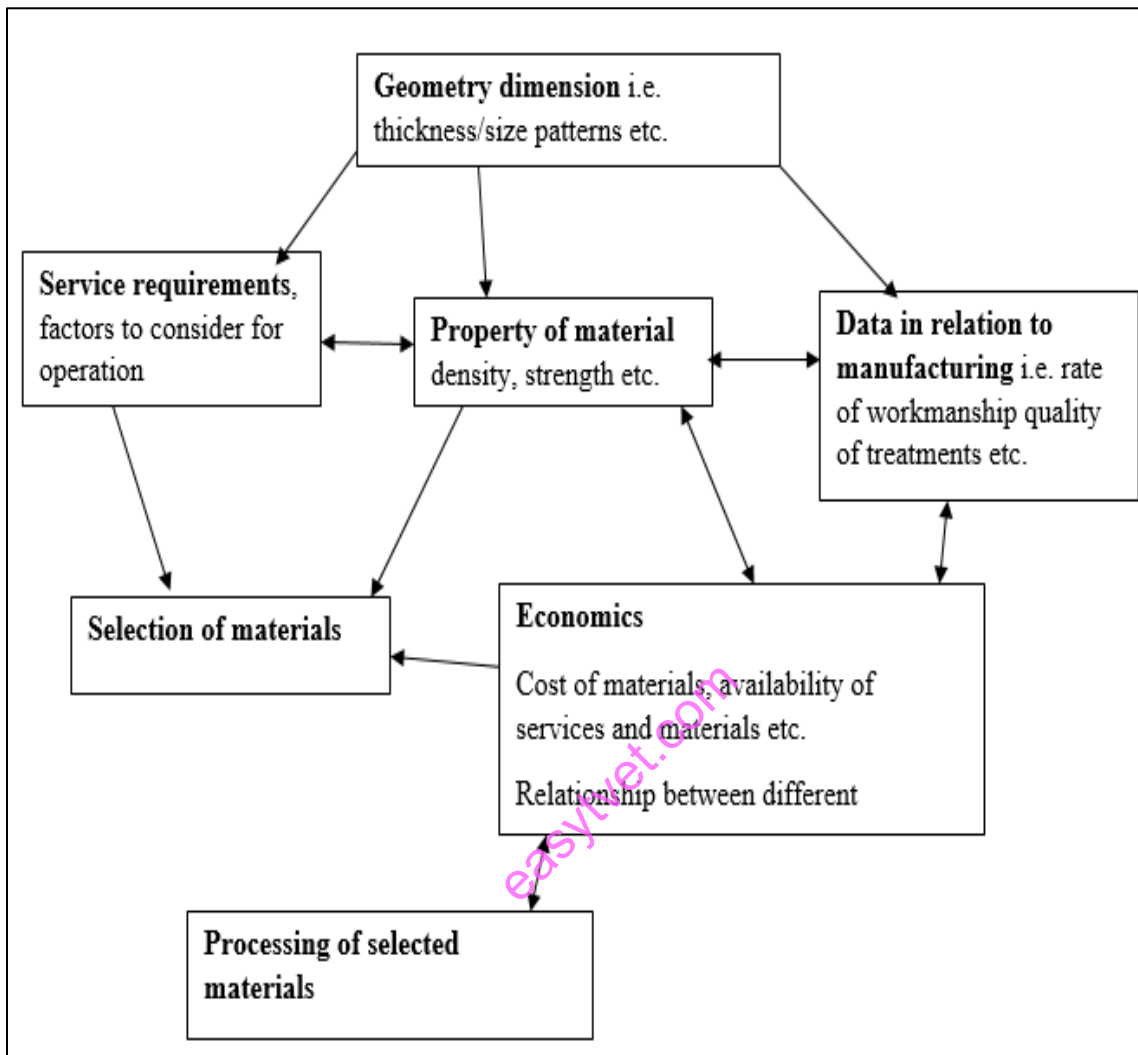 Geometry dimension i.e.
thickness/size patterns etc.
Service requirements,
factors to consider for
operation
Property of material
density, strength etc.
Data in relation to
manufacturing i.e. rate
of workmanship quality
of treatments etc.
Selection of materials
Economics
Cost of materials, availability of
services and materials etc.
Relationship between different
easytvet.com
Processing of selected
materials